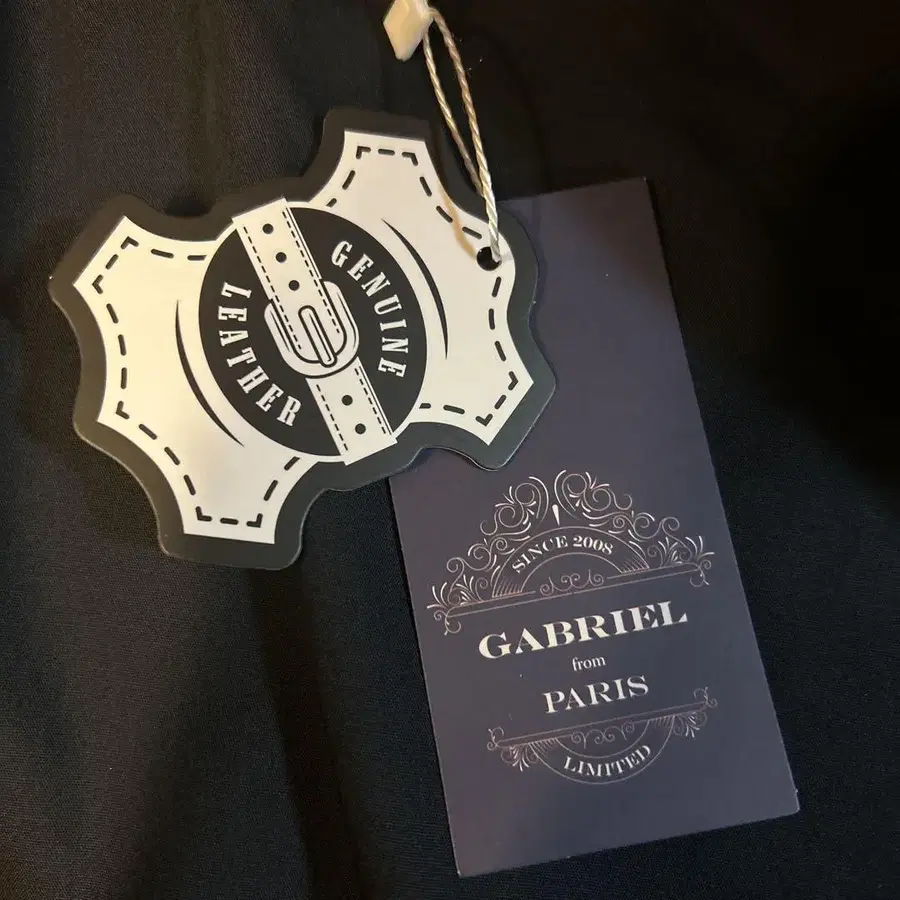 GENUINE
LEATHER
SINCE 2008
GABRIEL
from
PARIS
LIMITED